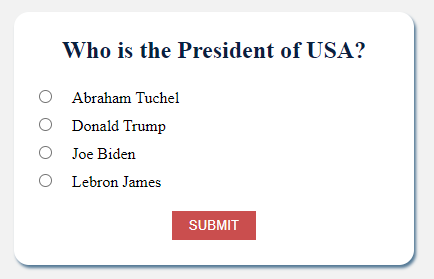 Who is the President of USA?
Abraham Tuchel
Donald Trump
Joe Biden
Lebron James
SUBMIT